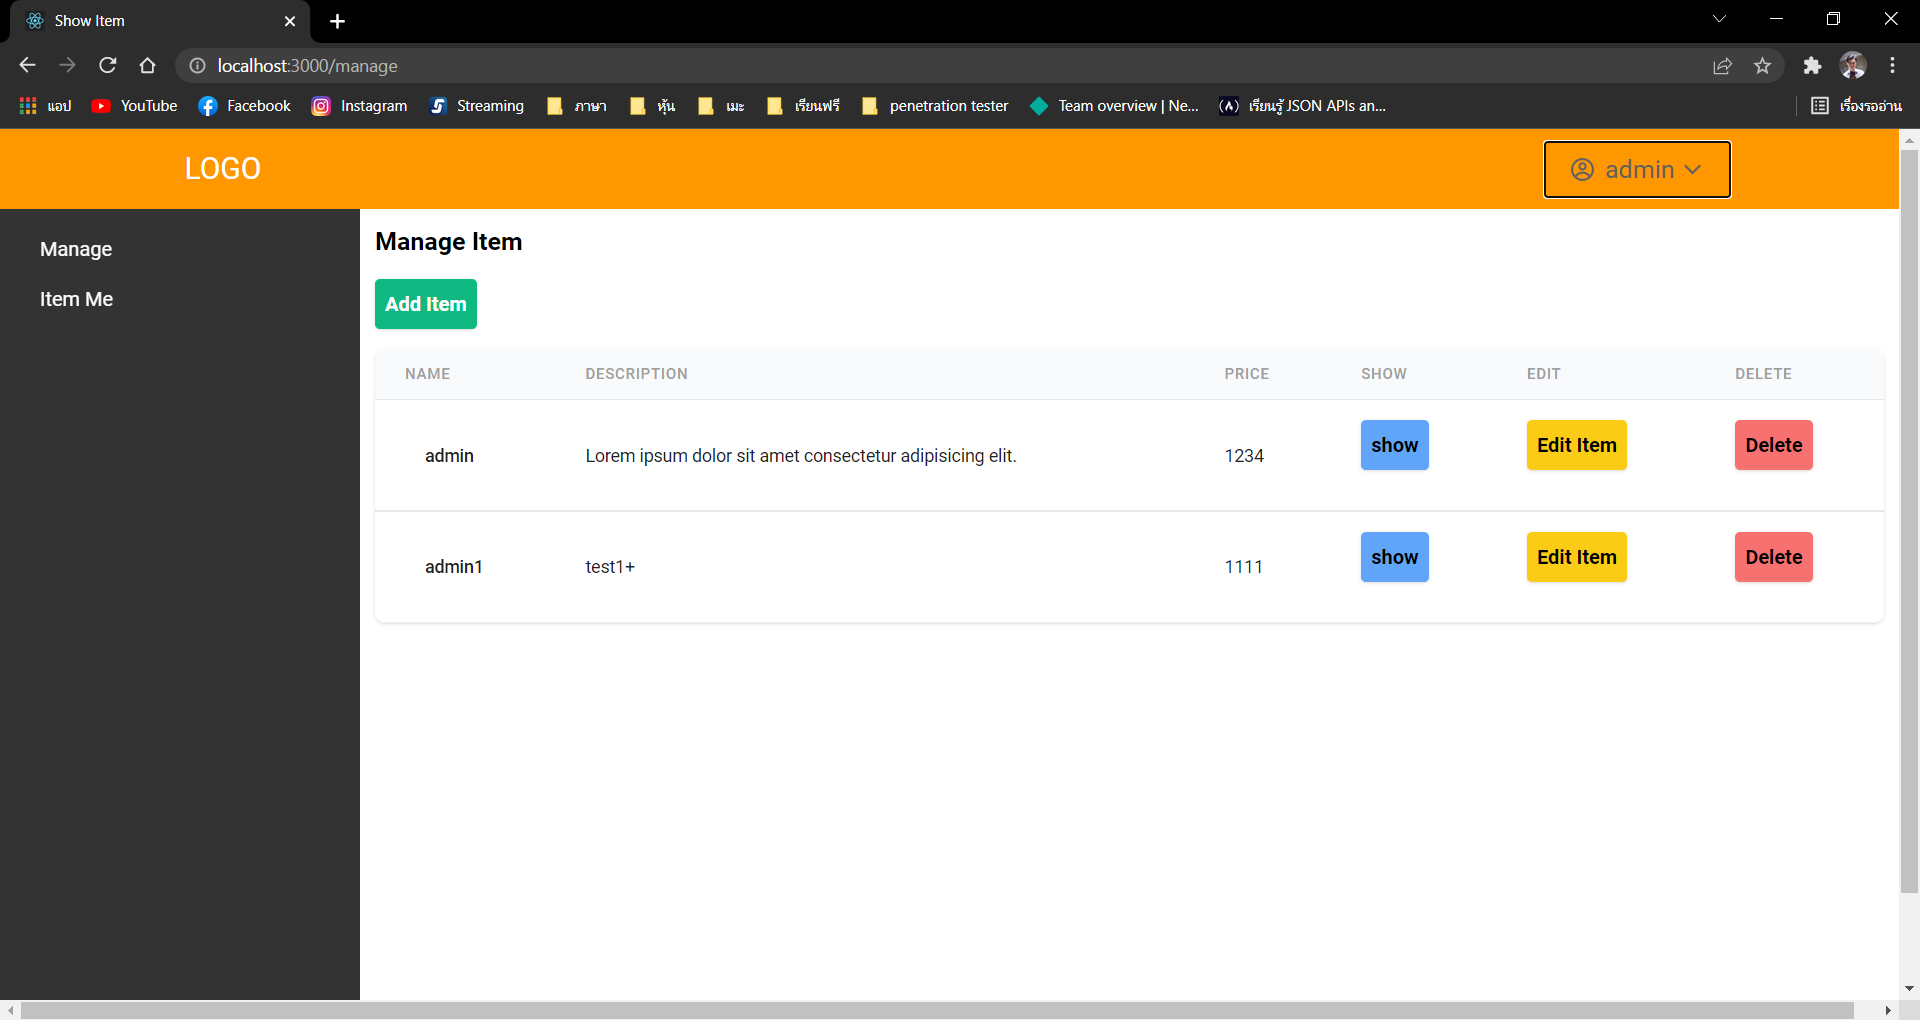 Show Item
localhost:3000/manage
แอป YouTube Facebook Instagram Streaming ภาษา หุ้น เมะ เรียนฟรี penetration tester Team overview | Ne... เรียนรู้ JSON APIs an... เรื่องรออ่าน
LOGO admin
Manage
Item Me
Manage Item
Add Item
NAME DESCRIPTION PRICE SHOW EDIT DELETE
admin Lorem ipsum dolor sit amet consectetur adipisicing elit. 1234 show Edit Item Delete
admin1 test1+ 1111 show Edit Item Delete